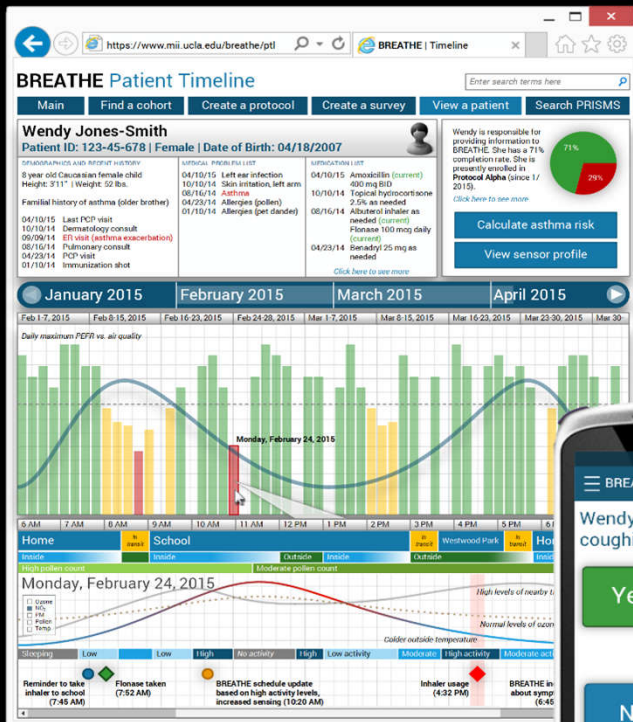 https://www.mii.ucla.edu/breathe/ptl
BREATHE | Timeline
BREATHE Patient Timeline
Enter search terms here
Main
Find a cohort
Create a protocol
Create a survey
View a patient
Search PRISMS
Wendy Jones-Smith
Patient ID: 123-45-678 | Female | Date of Birth: 04/18/2007
DEMOGRAPHICS AND RECENT HISTORY
8 year old Caucasian female child
Height: 3'11" | Weight: 52 lbs.
Familial history of asthma (older brother)
04/10/15 Last PCP visit
10/10/14 Dermatology consult
09/09/14 ER visit (asthma exacerbation)
08/16/14 Pulmonary consult
04/23/14 PCP visit
01/10/14 Immunization shot
MEDICAL PROBLEM LIST
04/10/15 Left ear infection
10/10/14 Skin irritation, left arm
08/16/14 Asthma
04/23/14 Allergies (pollen)
01/10/14 Allergies (pet dander)
MEDICATION LIST
04/10/15 Amoxicillin (current)
400 mg BID
10/10/14 Topical hydrocortisone
2.5% as needed
08/16/14 Albuterol inhaler as
needed (current)
Flonase 100 mcg daily
(current)
04/23/14 Benadryl 25 mg as
needed
Click here to see more
Wendy is responsible for
providing information to
BREATHE. She has a 71%
completion rate. She is
presently enrolled in
Protocol Alpha (since 1/
2015).
Click here to see more
71%
29%
Calculate asthma risk
View sensor profile
January 2015
February 2015
March 2015
April 2015
Feb 1-7, 2015
Feb 8-15, 2015
Feb 16-23, 2015
Feb 24-28, 2015
Mar 1-7, 2015
Mar 8-15, 2015
Mar 16-23, 2015
Mar 23-30, 2015
Mar 30-
Daily maximum PEFR vs. air quality
Monday, February 24, 2015
6 AM
7 AM
8 AM
9 AM
10 AM
11 AM
12 PM
1 PM
2 PM
3 PM
4 PM
5 PM
Home
In transit
School
In transit
Westwood Park
In transit
Inside
Inside
Outside
Inside
Outside
High pollen count
Moderate pollen count
Monday, February 24, 2015
Ozone
NO₂
PM
Pollen
Temp
High levels of nearby
Normal levels of
Colder outside temperature
Sleeping
Low
Low
High
No activity
High
Low activity
Moderate
High activity
Moderate
Reminder to take
inhaler to school
(7:45 AM)
Flonase taken
(7:52 AM)
BREATHE schedule update
based on high activity levels,
increased sensing (10:20 AM)
Inhaler usage
(4:32 PM)
BREATHE
about
(6:45
Wendy